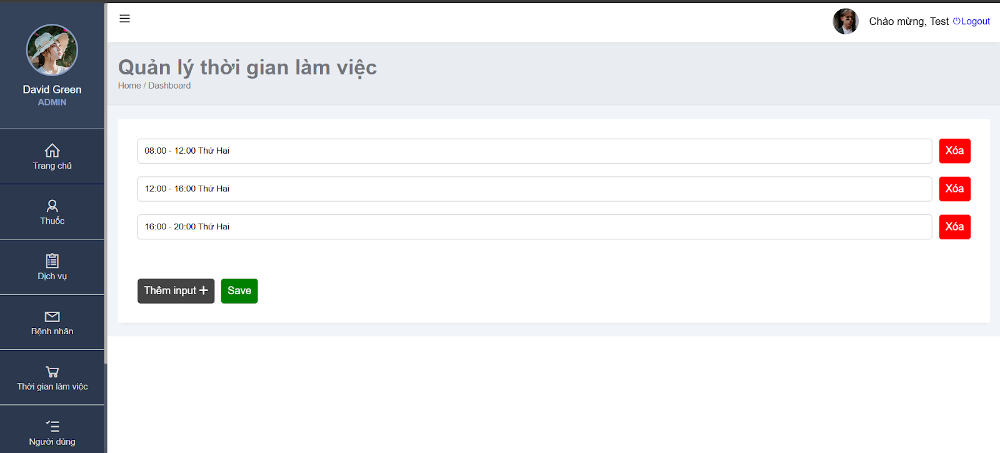 David Green
ADMIN
Trang chủ
Thuốc
Dịch vụ
Bệnh nhân
Thời gian làm việc
Người dùng
Chào mừng, Test Logout
Quản lý thời gian làm việc
Home / Dashboard
08:00 - 12:00 Thứ Hai
Xóa
12:00 - 16:00 Thứ Hai
Xóa
16:00 - 20:00 Thứ Hai
Xóa
Thêm input +
Save